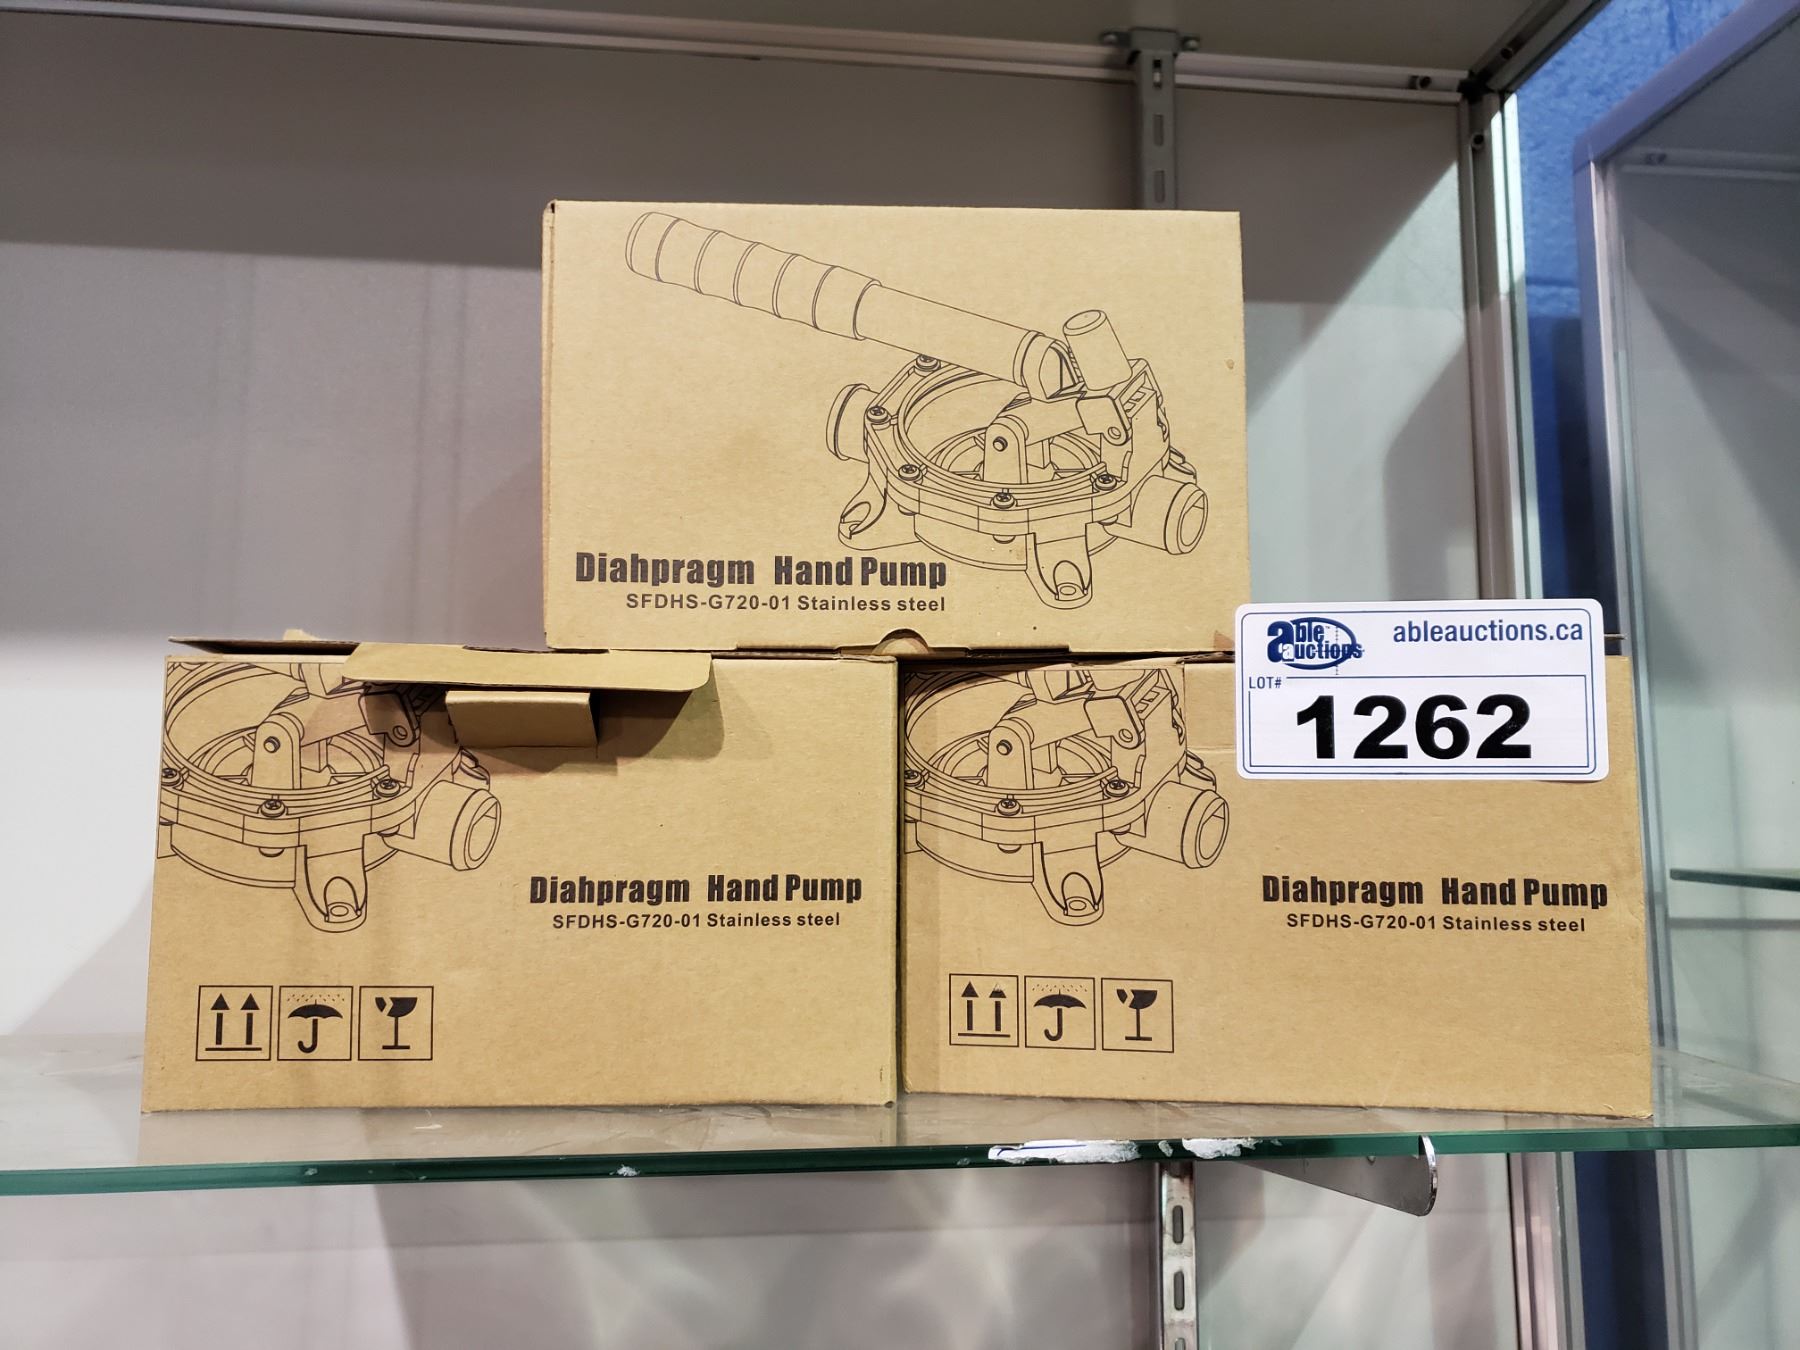 Diahpragm Hand Pump
SFDHS-G720-01 Stainless steel
able auctions
ableauctions.ca
LOT#
1262
Diahpragm Hand Pump
SFDHS-G720-01 Stainless steel
Diahpragm Hand Pump
SFDHS-G720-01 Stainless steel